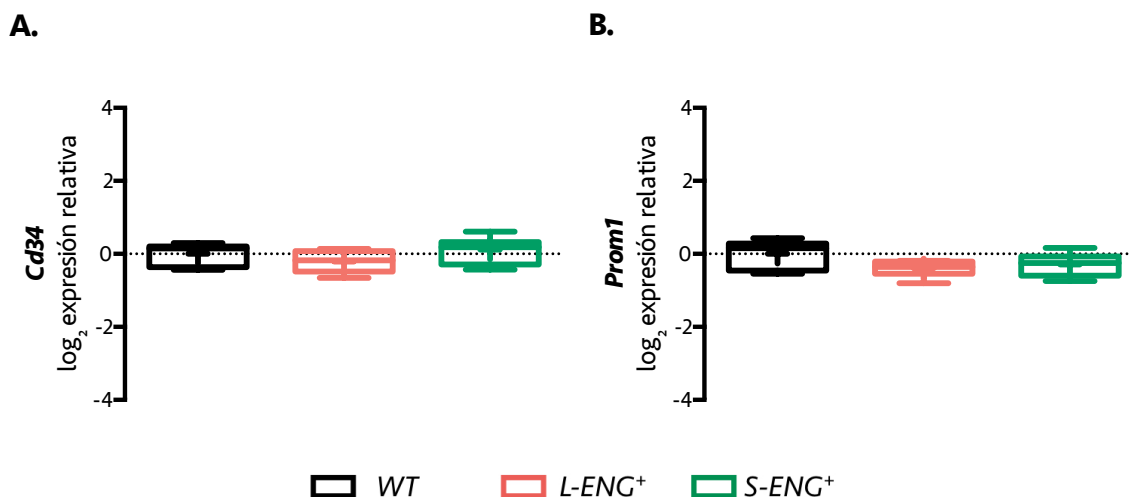 A.
Cd34
log₂ expresión relativa
4
2
0
-2
-4
B.
Prom1
log₂ expresión relativa
4
2
0
-2
-4
WT L-ENG⁺ S-ENG⁺